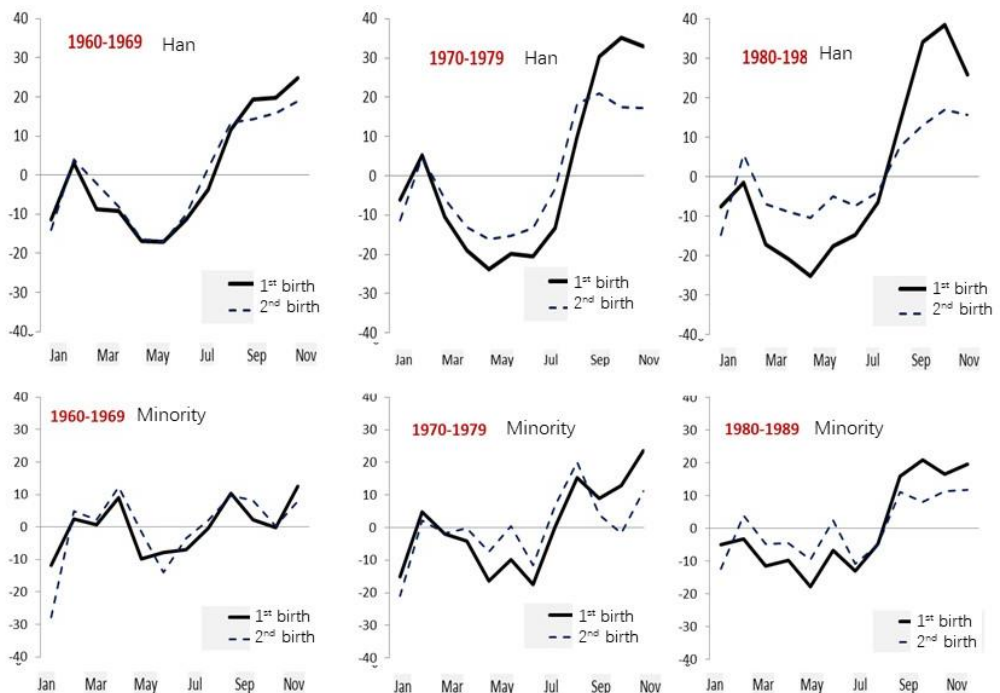 40
30
20
10
0
-10
-20
-30
-40
1960-1969 Han
1st birth
2nd birth
Jan Mar May Jul Sep Nov
40
30
20
10
0
-10
-20
-30
-40
1970-1979 Han
1st birth
2nd birth
Jan Mar May Jul Sep Nov
40
30
20
10
0
-10
-20
-30
-40
1980-198 Han
1st birth
2nd birth
Jan Mar May Jul Sep Nov
40
30
20
10
0
-10
-20
-30
-40
1960-1969 Minority
1st birth
2nd birth
Jan Mar May Jul Sep Nov
40
30
20
10
0
-10
-20
-30
-40
1970-1979 Minority
1st birth
2nd birth
Jan Mar May Jul Sep Nov
40
30
20
10
0
-10
-20
-30
-40
1980-1989 Minority
1st birth
2nd birth
Jan Mar May Jul Sep Nov